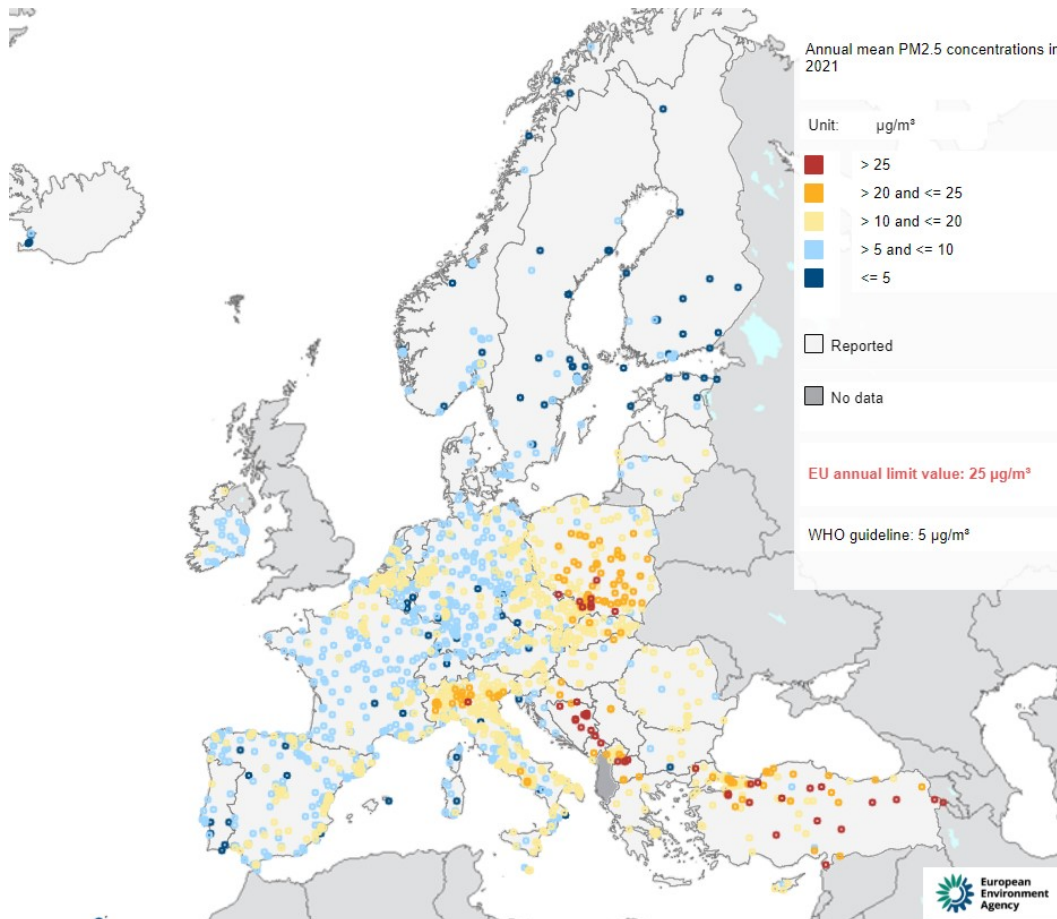 Annual mean PM2.5 concentrations in
2021
Unit: µg/m³
> 25
> 20 and <= 25
> 10 and <= 20
> 5 and <= 10
<= 5
Reported
No data
EU annual limit value: 25 µg/m³
WHO guideline: 5 µg/m³
European
Environment
Agency